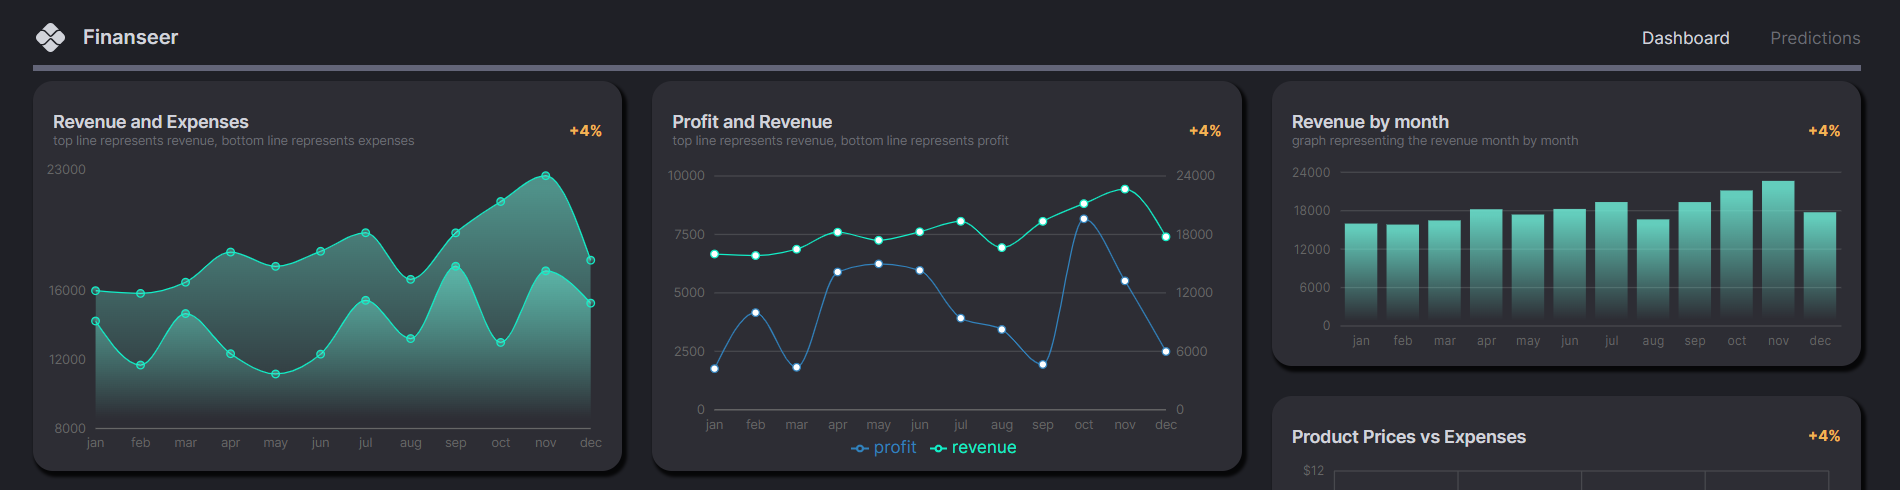 Finanseer
Dashboard Predictions
Revenue and Expenses
top line represents revenue, bottom line represents expenses
+4%
23000
16000
12000
8000
jan feb mar apr may jun jul aug sep oct nov dec
Profit and Revenue
top line represents revenue, bottom line represents profit
+4%
10000 24000
7500 18000
5000 12000
2500 6000
0 0
jan feb mar apr may jun jul aug sep oct nov dec
profit revenue
Revenue by month
graph representing the revenue month by month
+4%
24000
18000
12000
6000
0
jan feb mar apr may jun jul aug sep oct nov dec
Product Prices vs Expenses
+4%
$12